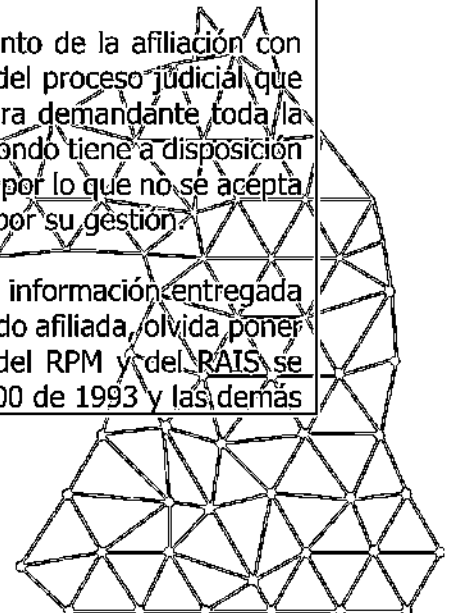 nto de la afiliación con
del proceso judicial que
ra demandante toda la
ondo tiene a disposición
por lo que no se acepta
por su gestión.
información entregada
do afiliada, olvida poner
del RPM y del RAIS se
00 de 1993 y las demás